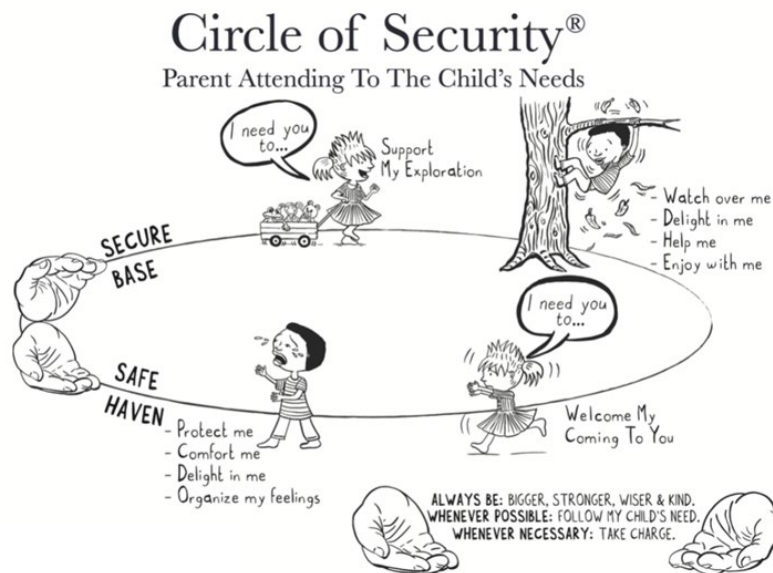 Circle of Security®
Parent Attending To The Child's Needs
I need you
to...
Support
My Exploration
- Watch over me
- Delight in me
- Help me
- Enjoy with me
SECURE
BASE
I need you
to...
SAFE
HAVEN
- Protect me
- Comfort me
- Delight in me
- Organize my feelings
Welcome My
Coming To You
ALWAYS BE: BIGGER, STRONGER, WISER & KIND.
WHENEVER POSSIBLE: FOLLOW MY CHILD'S NEED.
WHENEVER NECESSARY: TAKE CHARGE.